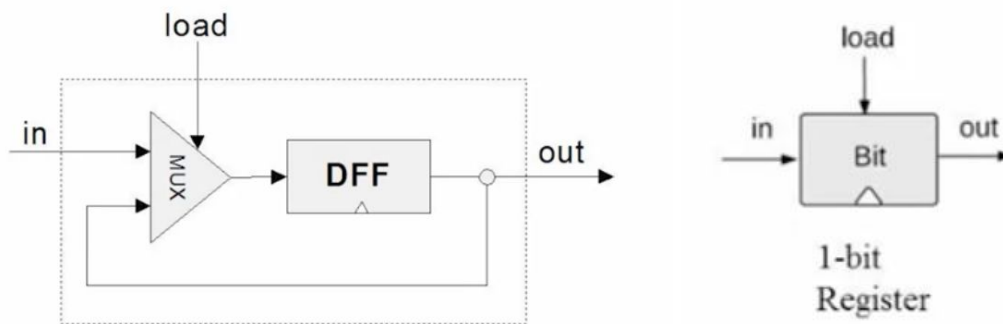 load
in
MUX
DFF
out
load
in
Bit
out
1-bit
Register